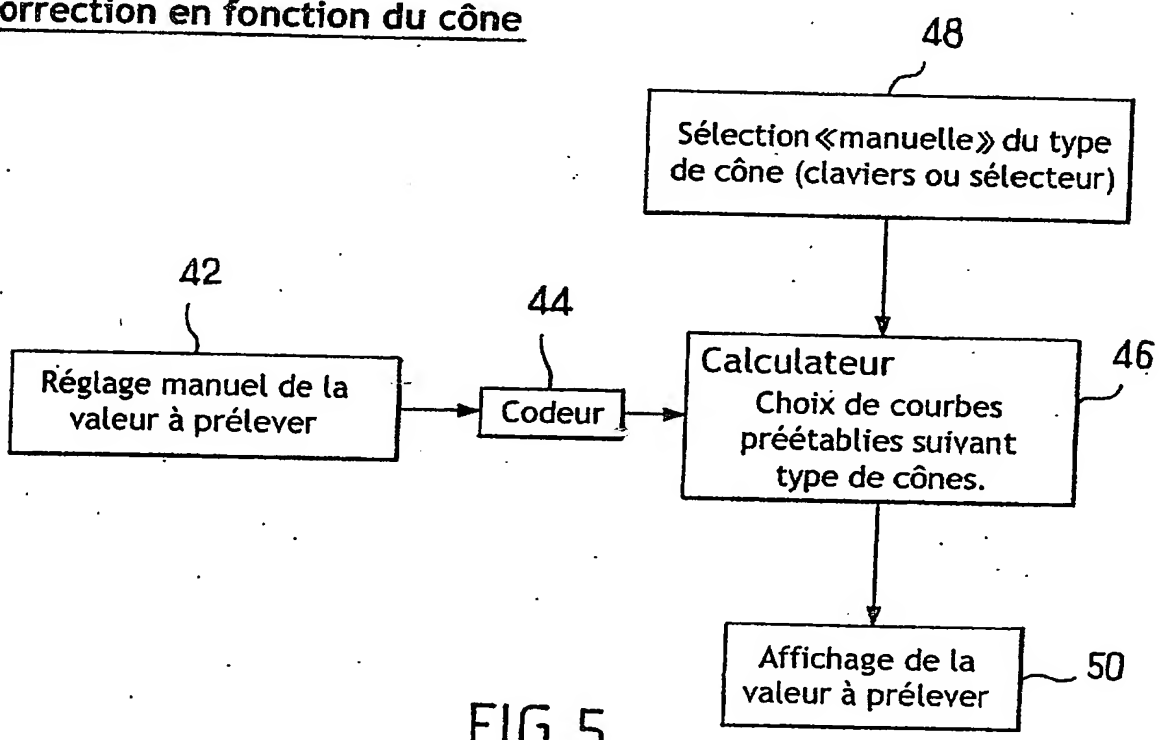 orrection en fonction du cône
48
Sélection «manuelle» du type
de cône (claviers ou sélecteur)
42
Réglage manuel de la
valeur à prélever
44
Codeur
46
Calculateur
Choix de courbes
préétablies suivant
type de cônes.
Affichage de la
valeur à prélever
50
FIG. 5